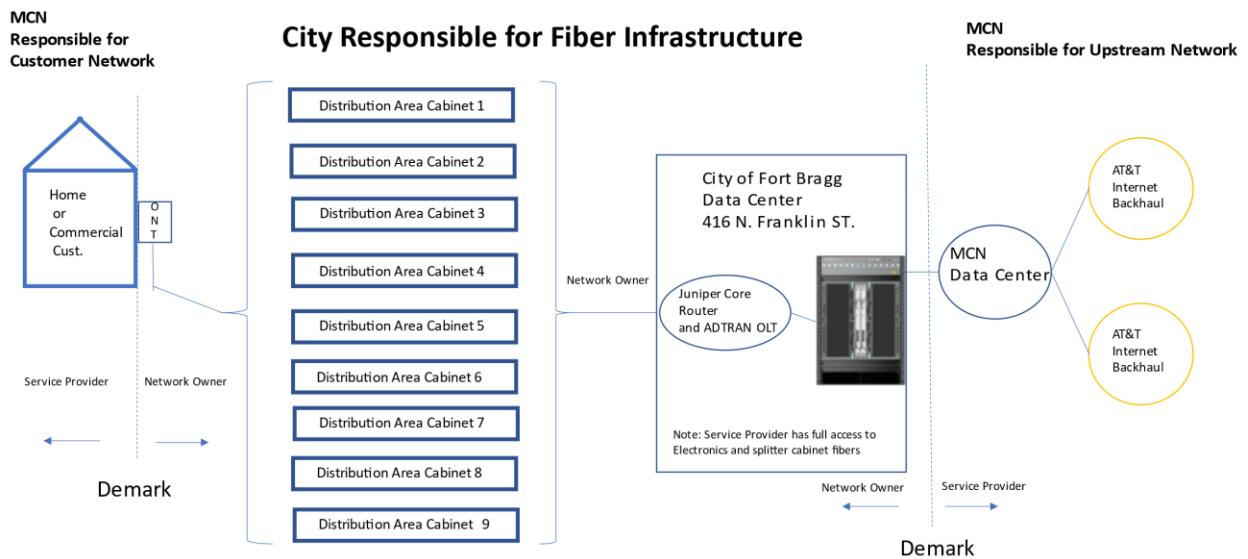 MCN
Responsible for
Customer Network
City Responsible for Fiber Infrastructure
MCN
Responsible for Upstream Network
Home
or
Commercial
Cust.
O
N
T
Service Provider
Network Owner
Demark
Distribution Area Cabinet 1
Distribution Area Cabinet 2
Distribution Area Cabinet 3
Distribution Area Cabinet 4
Distribution Area Cabinet 5
Distribution Area Cabinet 6
Distribution Area Cabinet 7
Distribution Area Cabinet 8
Distribution Area Cabinet 9
Network Owner
City of Fort Bragg
Data Center
416 N. Franklin ST.
Juniper Core
Router
and ADTRAN OLT
Note: Service Provider has full access to
Electronics and splitter cabinet fibers
Network Owner
Service Provider
Demark
MCN
Data Center
AT&T
Internet
Backhaul
AT&T
Internet
Backhaul